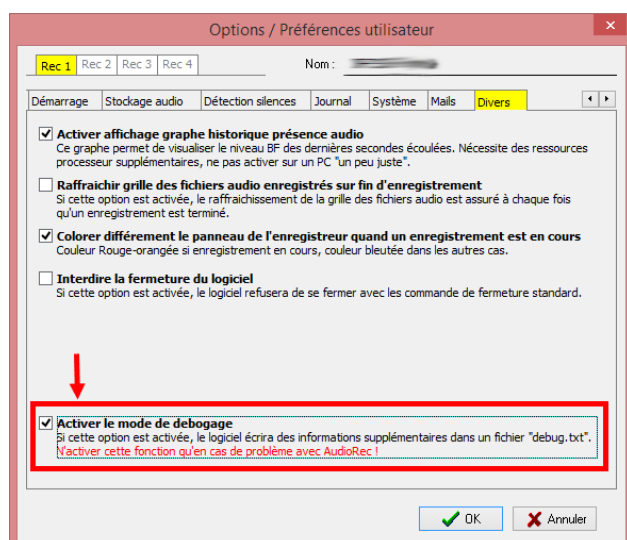 Options / Préférences utilisateur
Rec 1 Rec 2 Rec 3 Rec 4 Nom :
Démarrage Stockage audio Détection silences Journal Système Mails Divers
Activer affichage graphe historique présence audio
Ce graphe permet de visualiser le niveau BF des dernières secondes écoulées. Nécessite des ressources
processeur supplémentaires, ne pas activer sur un PC "un peu juste".
Raffraichir grille des fichiers audio enregistrés sur fin d'enregistrement
Si cette option est activée, le raffraichissement de la grille des fichiers audio est assuré à chaque fois
qu'un enregistrement est terminé.
Colorer différement le panneau de l'enregistreur quand un enregistrement est en cours
Couleur Rouge-orangée si enregistrement en cours, couleur bleutée dans les autres cas.
Interdire la fermeture du logiciel
Si cette option est activée, le logiciel refusera de se fermer avec les commande de fermeture standard.
Activer le mode de debogage
Si cette option est activée, le logiciel écrira des informations supplémentaires dans un fichier "debug.txt".
N'activer cette fonction qu'en cas de problème avec AudioRec !
OK Annuler